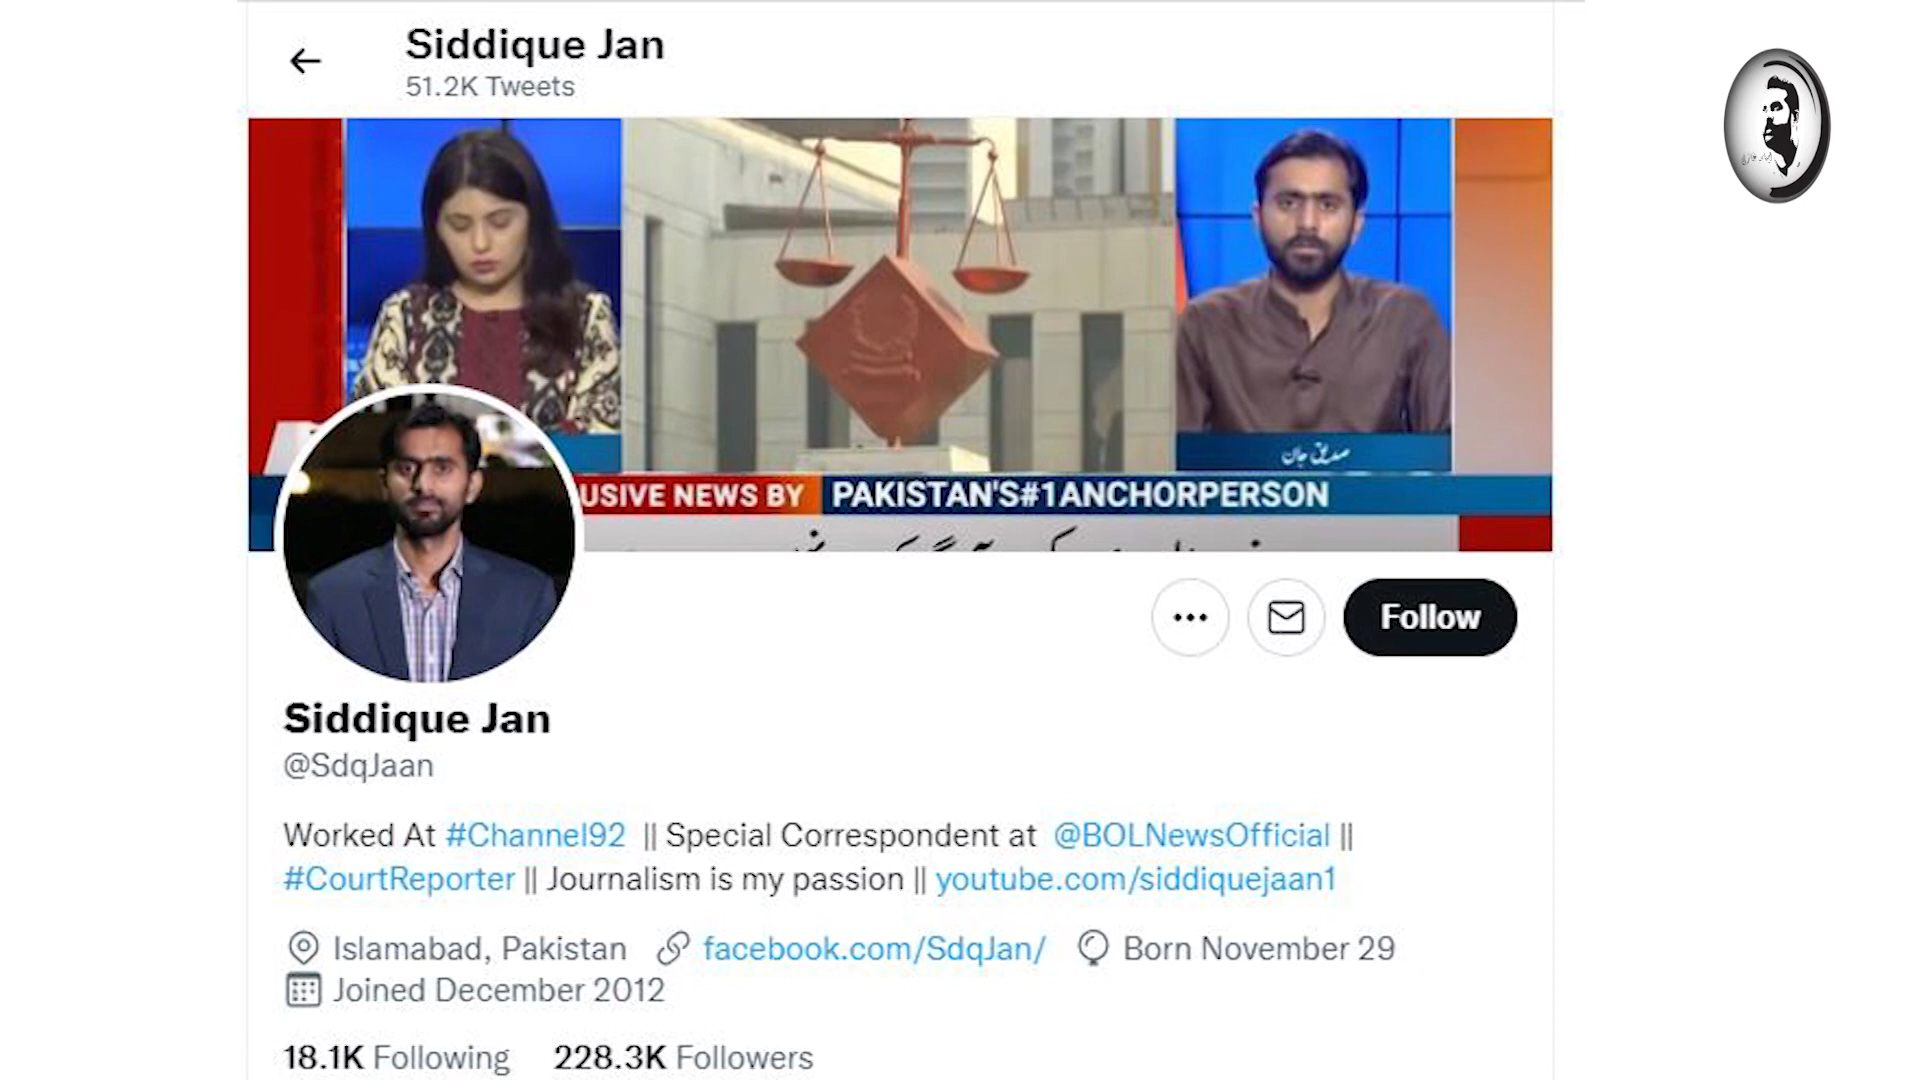 Siddique Jan
51.2K Tweets
صدیق جان
USIVE NEWS BY PAKISTAN'S#1ANCHORPERSON
Follow
Siddique Jan
@SdqJaan
Worked At #Channel92 || Special Correspondent at @BOLNewsOfficial ||
#CourtReporter || Journalism is my passion || youtube.com/siddiquejaan1
Islamabad, Pakistan facebook.com/SdqJan/ Born November 29
Joined December 2012
18.1K Following 228.3K Followers